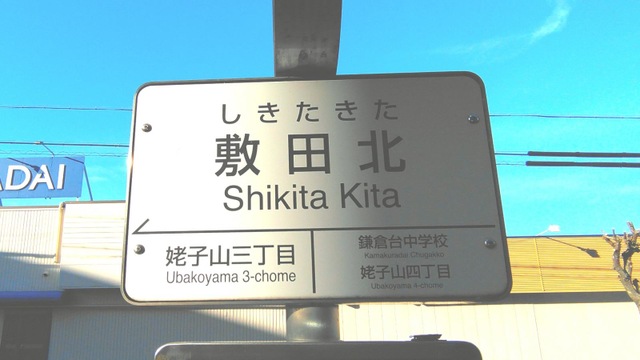 しきたきた
敷田北
Shikita Kita
姥子山三丁目
Ubakoyama 3-chome
鎌倉台中学校
Kamakuradai Chugakko
姥子山四丁目
Ubakoyama 4-chome
ADAI